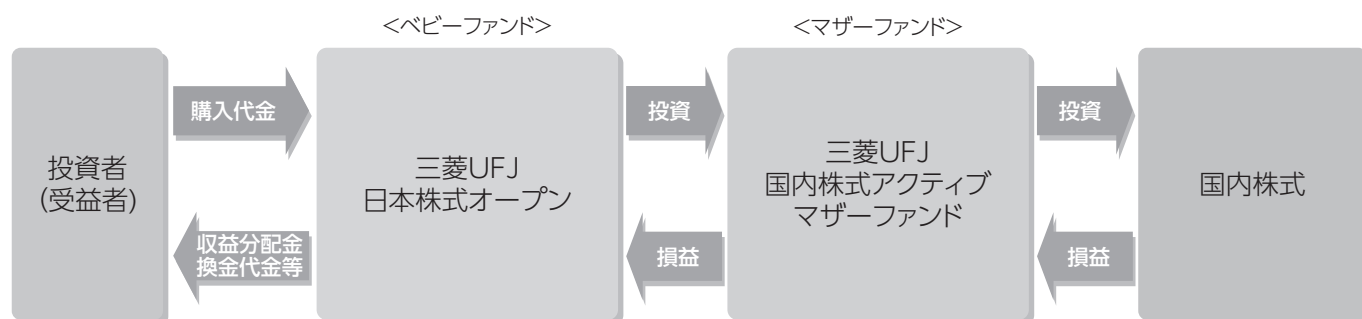 <ベビーファンド>
<マザーファンド>
投資者
(受益者)
購入代金
収益分配金
換金代金等
三菱UFJ
日本株式オープン
投資
損益
三菱UFJ
国内株式アクティブ
マザーファンド
投資
損益
国内株式